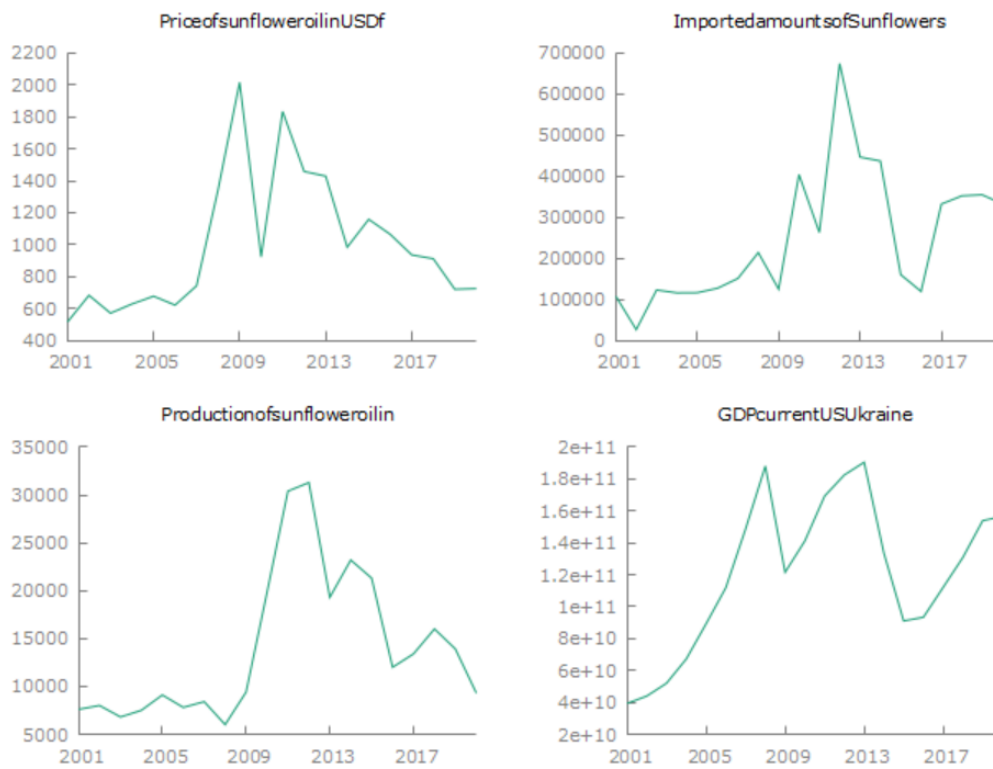 PriceofsunfloweroilinUSDf
2200
2000
1800
1600
1400
1200
1000
800
600
400
2001 2005 2009 2013 2017
ImportedamountsofSunflowers
700000
600000
500000
400000
300000
200000
100000
0
2001 2005 2009 2013 2017
Productionofsunfloweroilin
35000
30000
25000
20000
15000
10000
5000
2001 2005 2009 2013 2017
GDPcurrentUSUkraine
2e+11
1.8e+11
1.6e+11
1.4e+11
1.2e+11
1e+11
8e+10
6e+10
4e+10
2e+10
2001 2005 2009 2013 2017